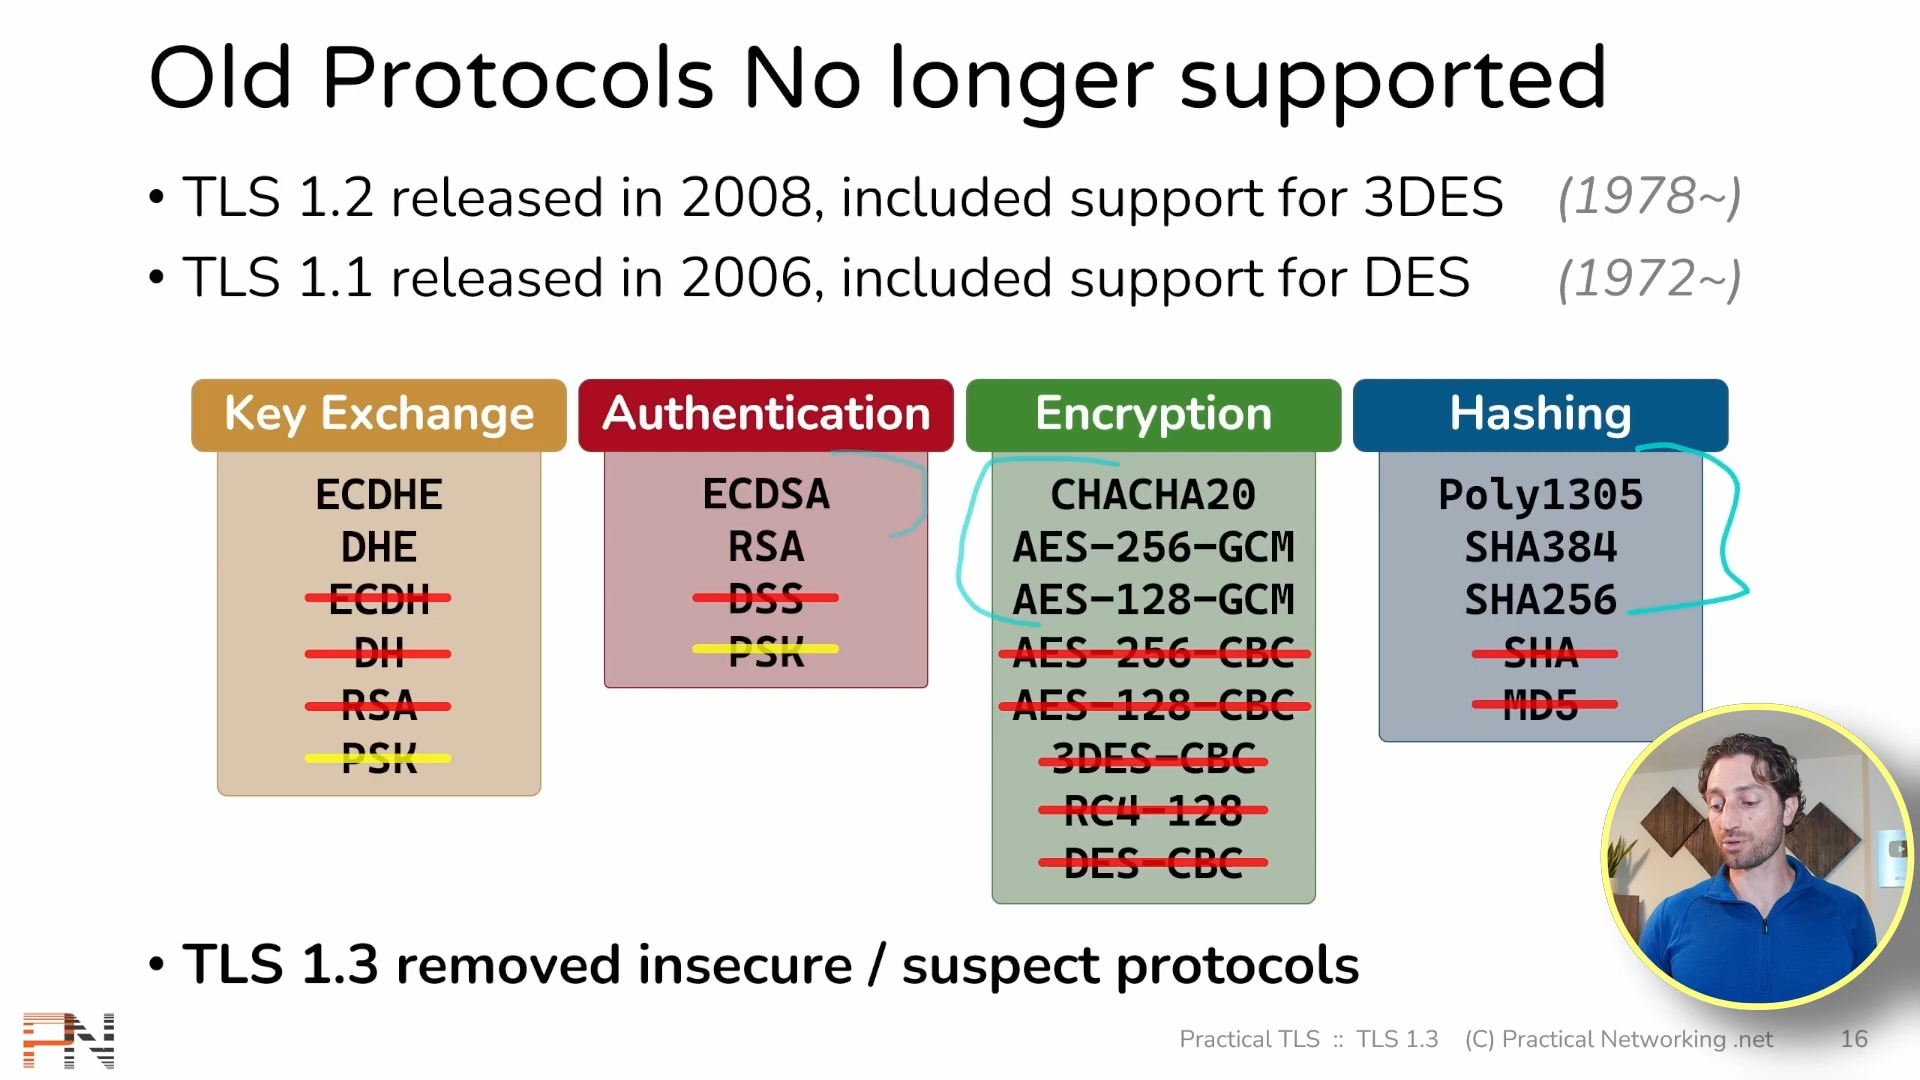 Old Protocols No longer supported
• TLS 1.2 released in 2008, included support for 3DES (1978~)
• TLS 1.1 released in 2006, included support for DES (1972~)
Key Exchange
ECDHE
DHE
ECDH
DH
RSA
PSK
Authentication
ECDSA
RSA
DSS
PSK
Encryption
CHACHA20
AES-256-GCM
AES-128-GCM
AES-256-CBC
AES-128-CBC
3DES-CBC
RC4-128
DES-CBC
Hashing
Poly1305
SHA384
SHA256
SHA
MD5
• TLS 1.3 removed insecure / suspect protocols
PN
Practical TLS :: TLS 1.3 (C) Practical Networking .net 16